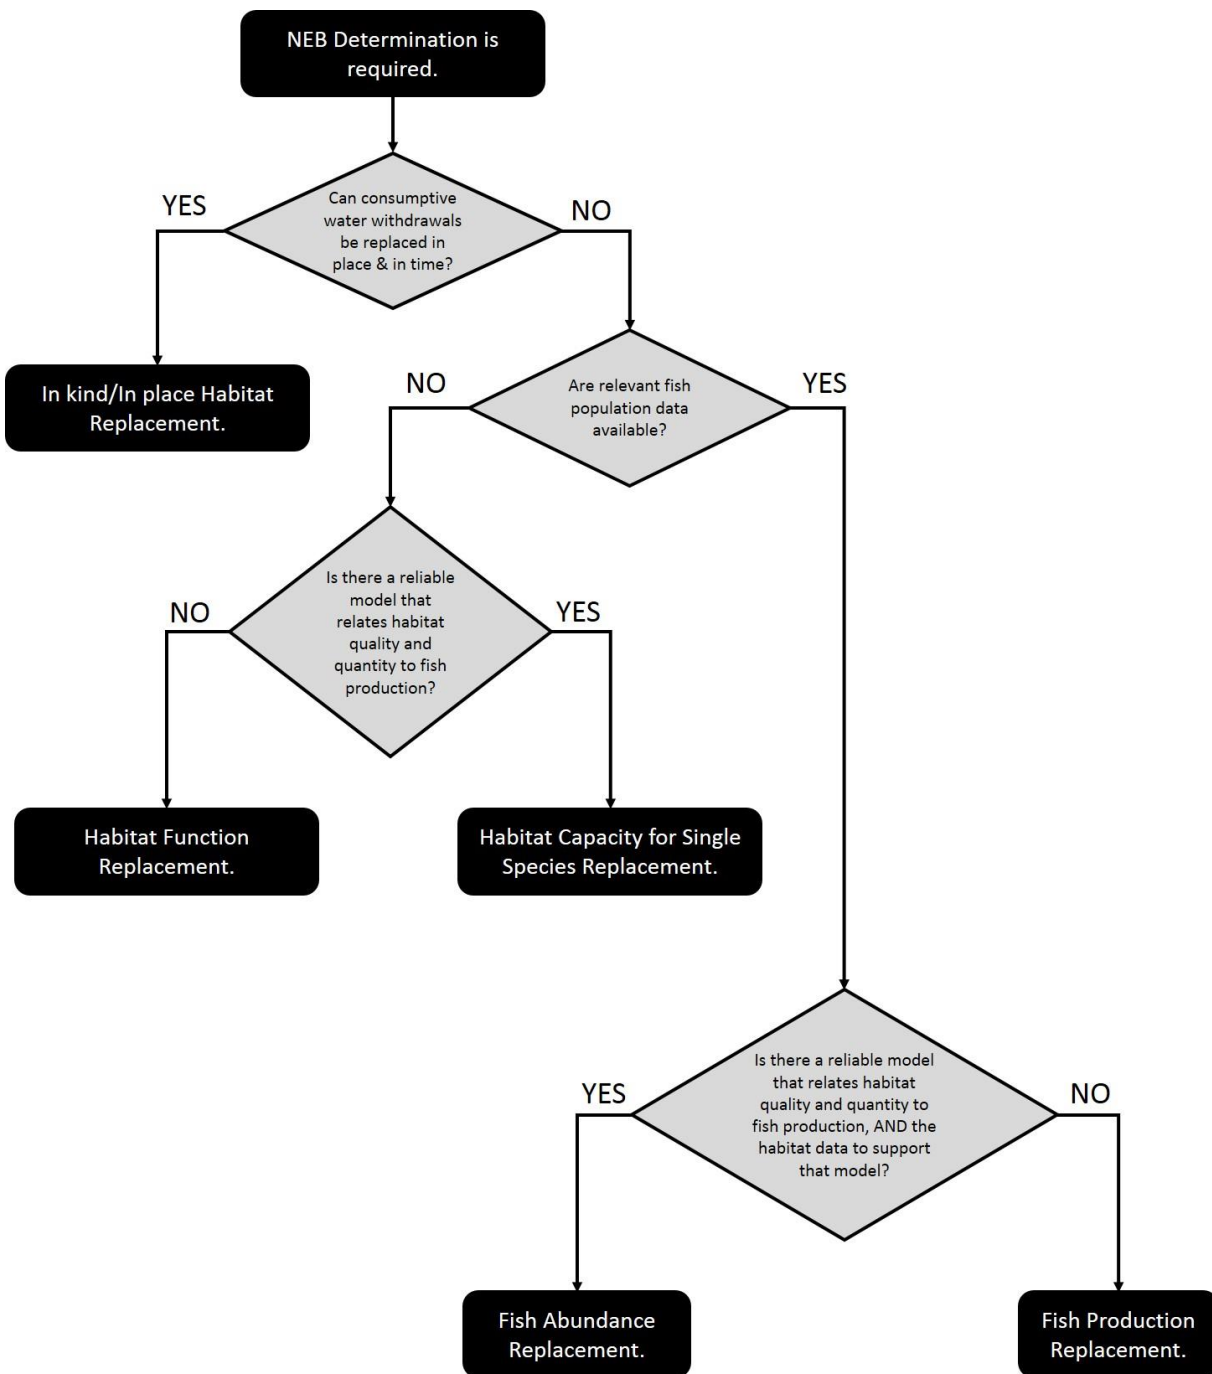 NEB Determination is
required.
Can consumptive
water withdrawals
be replaced in
place & in time?
YES
NO
In kind/In place Habitat
Replacement.
Are relevant fish
population data
available?
NO
YES
Is there a reliable
model that
relates habitat
quality and
quantity to fish
production?
NO
YES
Habitat Function
Replacement.
Habitat Capacity for Single
Species Replacement.
Is there a reliable model
that relates habitat
quality and quantity to
fish production, AND the
habitat data to support
that model?
YES
NO
Fish Abundance
Replacement.
Fish Production
Replacement.